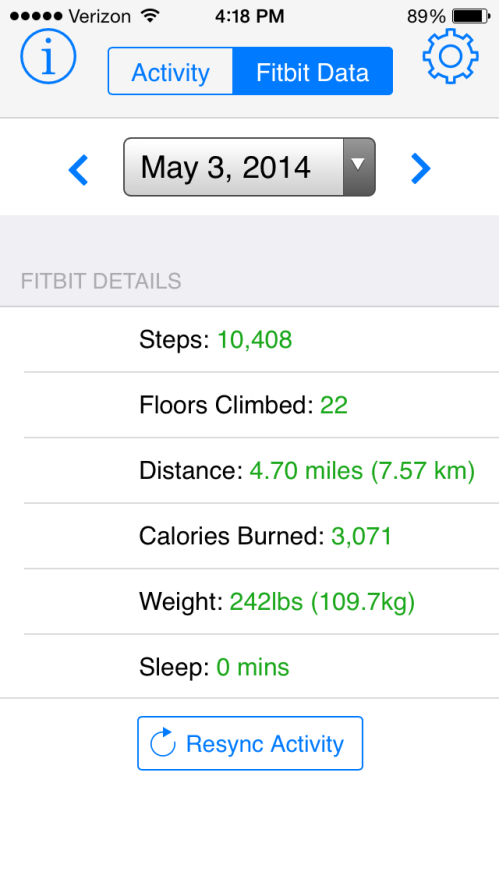 Verizon 4:18 PM 89%
i Activity Fitbit Data
May 3, 2014
FITBIT DETAILS
Steps: 10,408
Floors Climbed: 22
Distance: 4.70 miles (7.57 km)
Calories Burned: 3,071
Weight: 242lbs (109.7kg)
Sleep: 0 mins
Resync Activity